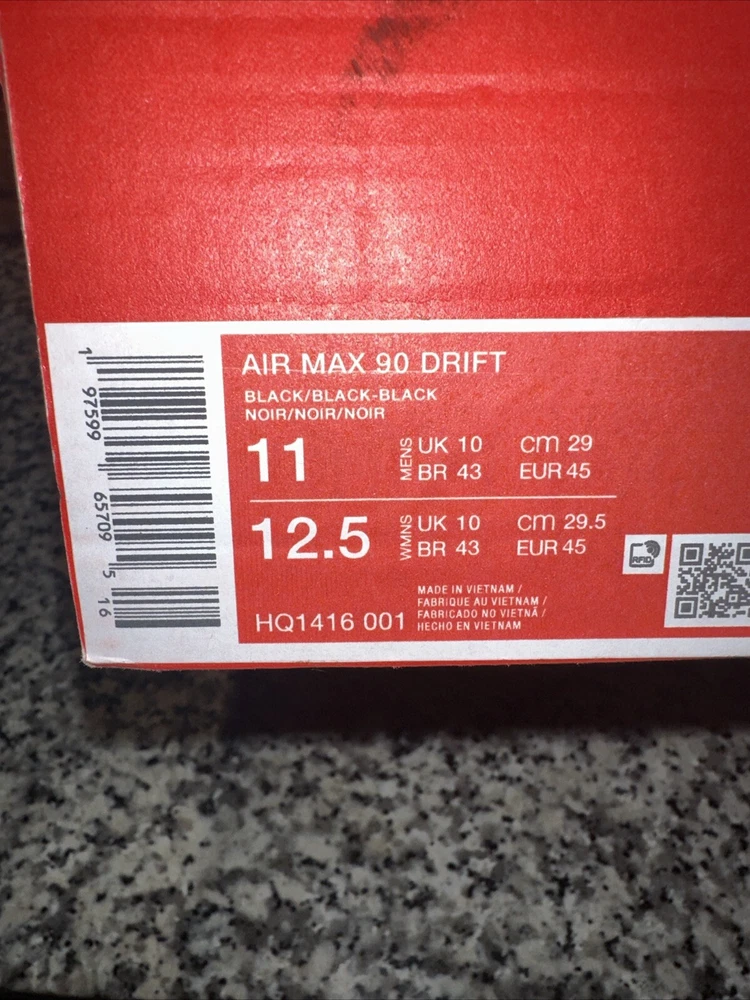 AIR MAX 90 DRIFT
BLACK/BLACK-BLACK
NOIR/NOIR/NOIR
11 MENS UK 10 cm 29
BR 43 EUR 45
12.5 WMNS UK 10 cm 29.5
BR 43 EUR 45
MADE IN VIETNAM /
FABRIQUE AU VIETNAM /
FABRICADO NO VIETNÃ /
HECHO EN VIETNAM
HQ1416 001
RFID
1 97599 65709 5 16